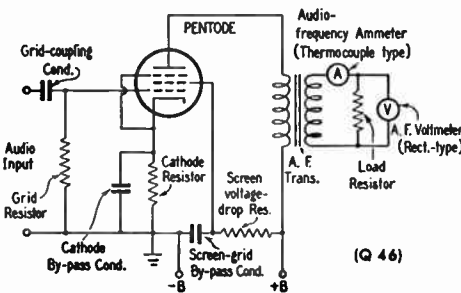 PENTODE
Audio-
frequency Ammeter
(Thermocouple type)
Grid-coupling
Cond.
A
V
A. F. Voltmeter
(Rect.-type)
Audio
Input
Grid
Resistor
Cathode
Resistor
Screen
voltage-
drop Res.
A. F.
Trans.
Load
Resistor
Cathode
By-pass Cond.
Screen-grid
By-pass Cond.
(Q 46)
-B
+B